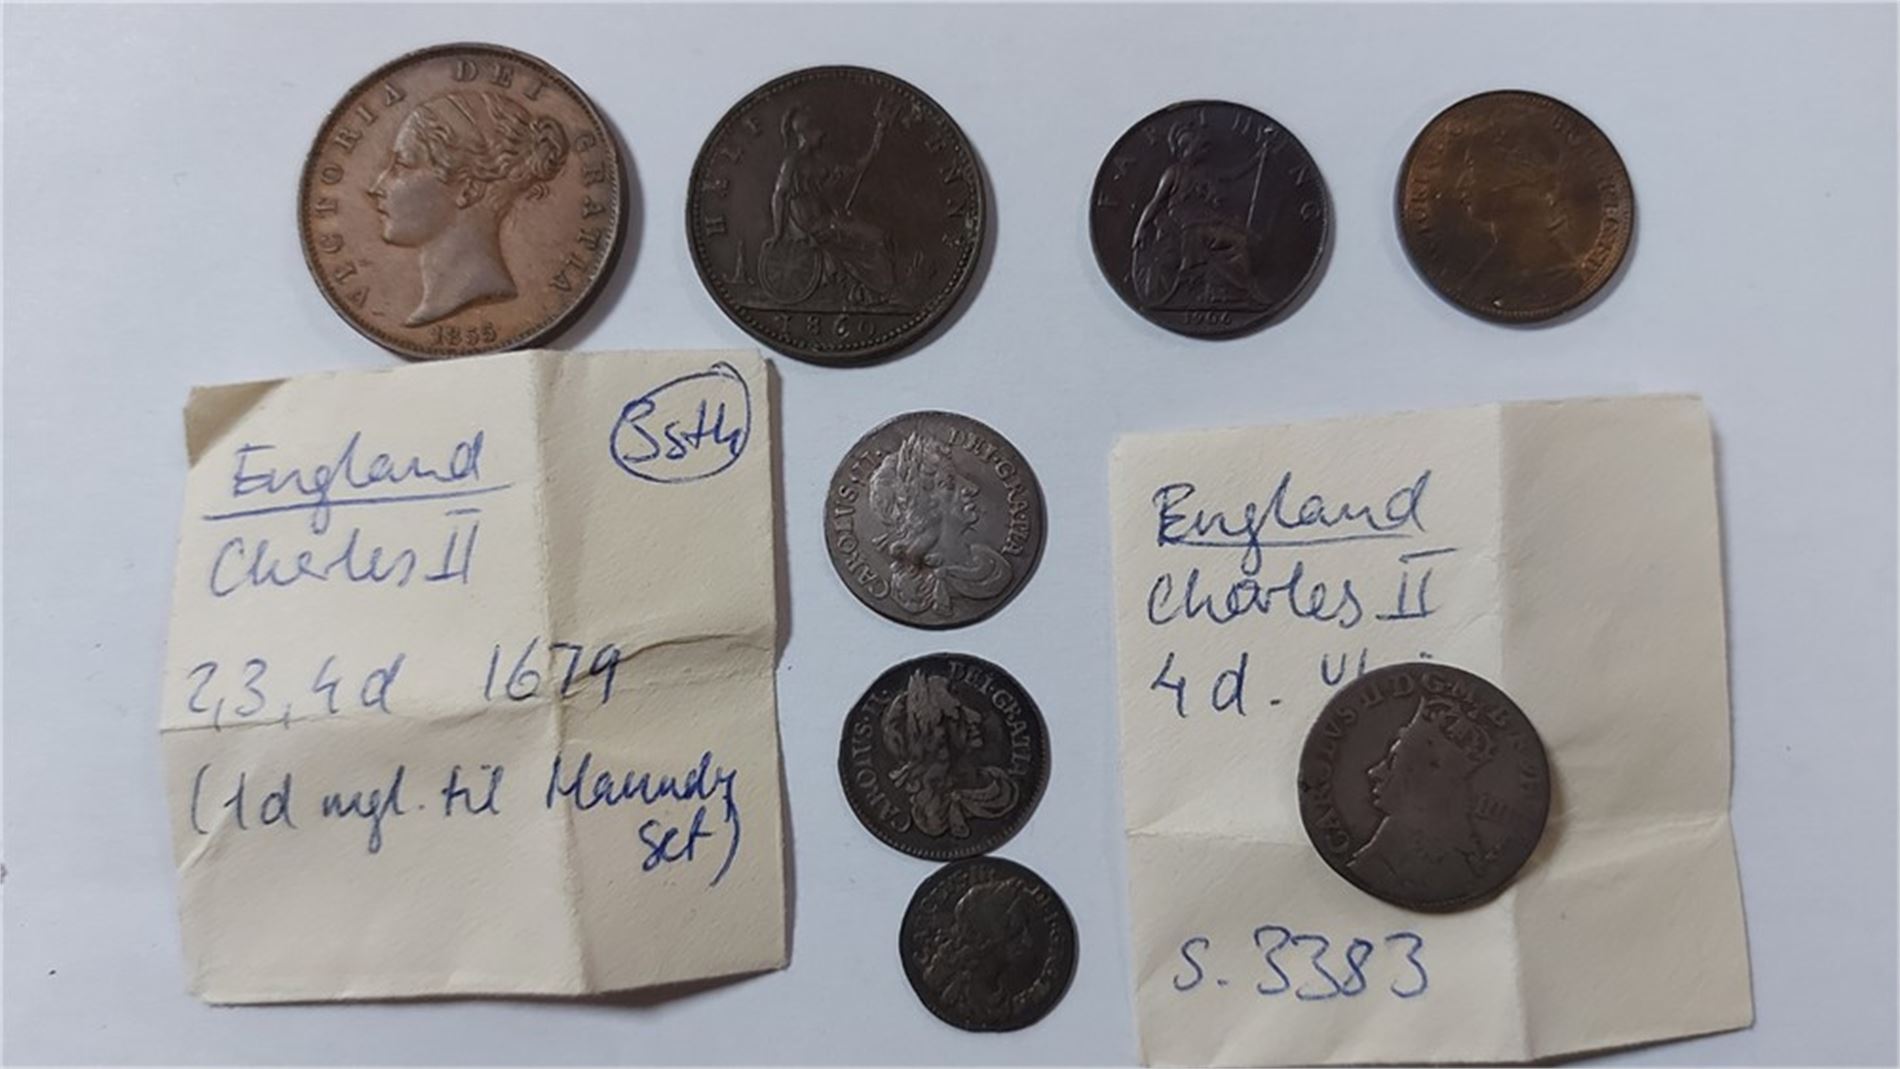 VICTORIA DEI GRATIA
1855
HALF PENNY
1860
FARTHING
1906
England
3stk
Charles II
2,3,4d 1679
(1d mgl. til Maundy
Set)
CAROLVS·II· DEI·GRATIA
CAROLVS·II· DEI·GRATIA
England
Charles II
4d.
CAROLVS II D G M
S. 3383